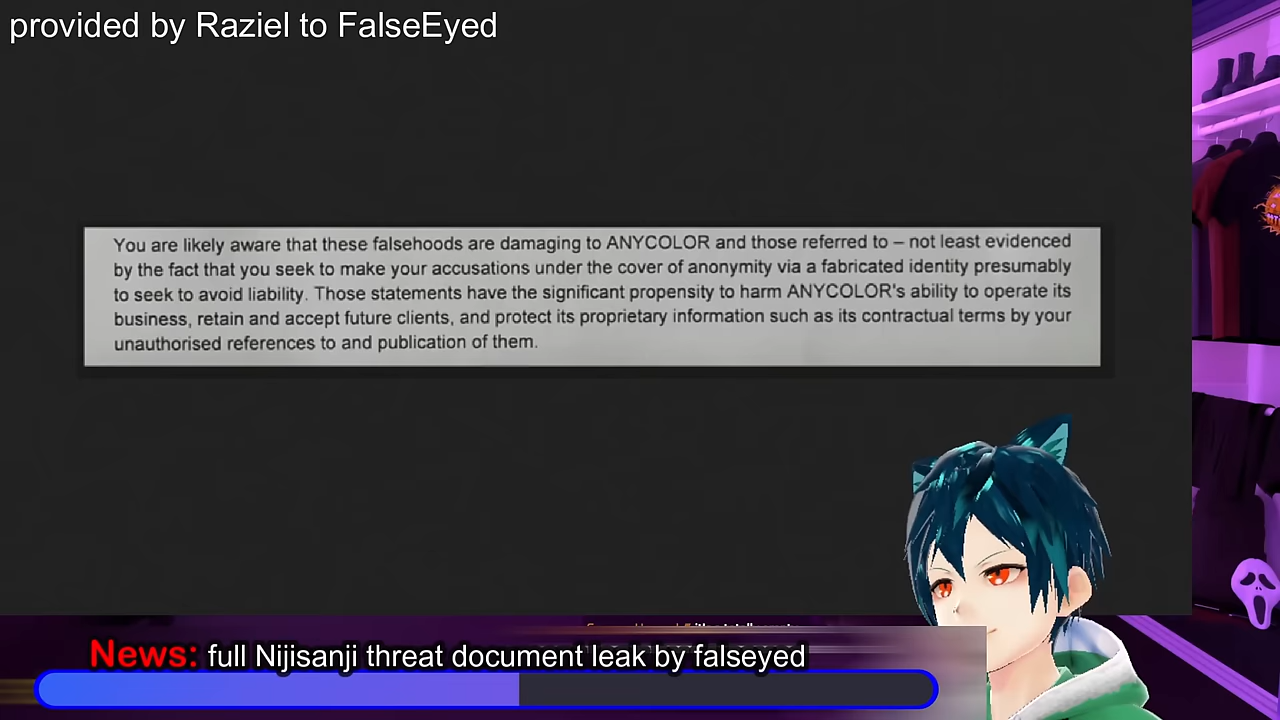 provided by Raziel to FalseEyed
You are likely aware that these falsehoods are damaging to ANYCOLOR and those referred to – not least evidenced
by the fact that you seek to make your accusations under the cover of anonymity via a fabricated identity presumably
to seek to avoid liability. Those statements have the significant propensity to harm ANYCOLOR's ability to operate its
business, retain and accept future clients, and protect its proprietary information such as its contractual terms by your
unauthorised references to and publication of them.
News: full Nijisanji threat document leak by falseyed